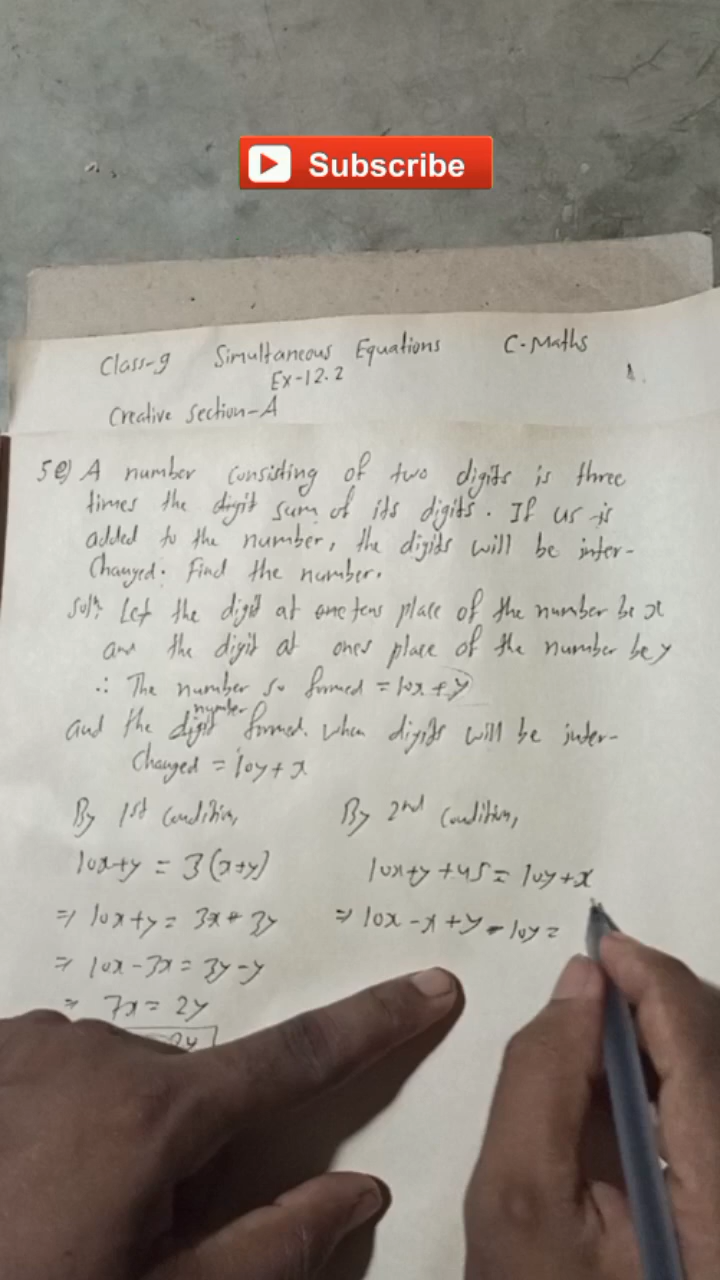 Subscribe
Class-9 Simultaneous Equations C-Maths
Ex-12.2
Creative Section-A
5e) A number consisting of two digits is three
times the digit sum of its digits. If 45 is
added to the number, the digits will be inter-
Changed. Find the number.
Solⁿ: Let the digit at one tens place of the number be x
and the digit at ones place of the number be y
∴ The number so formed = 10x + y
number
and the digit formed when digits will be inter-
Changed = 10y + x
By 1st Condition, By 2nd Condition,
10x+y = 3(x+y) 10x+y +45 = 10y+x
⇒ 10x+y = 3x + 3y ⇒ 10x - x + y - 10y =
⇒ 10x - 3x = 3y - y
⇒ 7x = 2y
2y